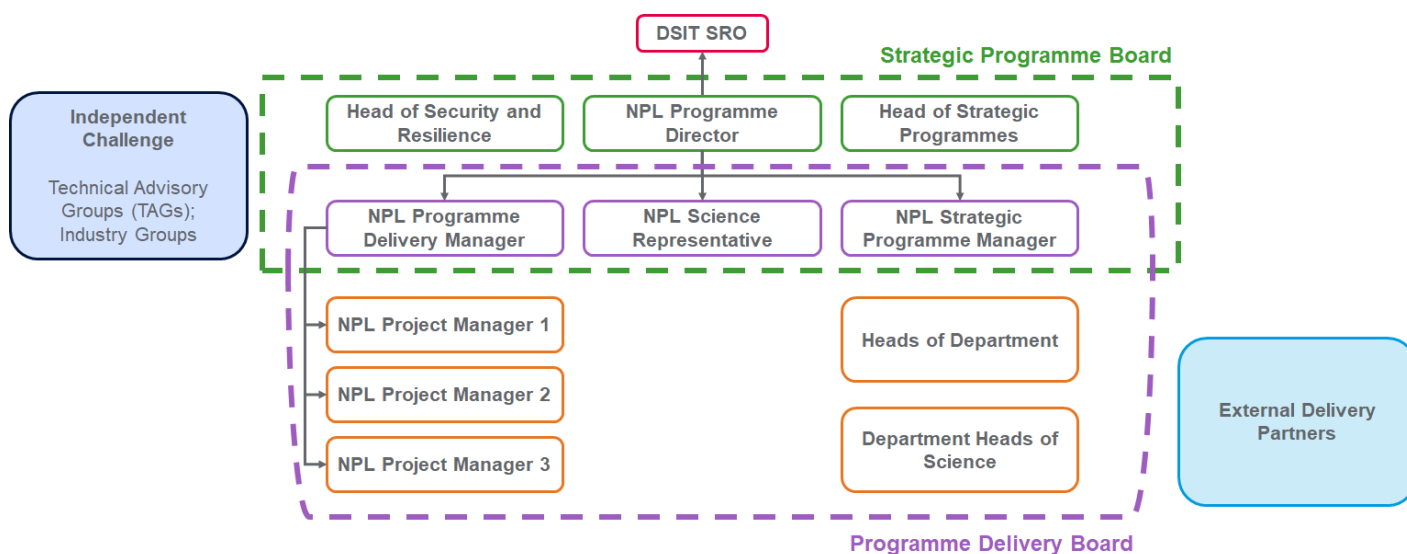 DSIT SRO
Strategic Programme Board
Independent
Challenge
Technical Advisory
Groups (TAGs);
Industry Groups
Head of Security and
Resilience
NPL Programme
Director
Head of Strategic
Programmes
NPL Programme
Delivery Manager
NPL Science
Representative
NPL Strategic
Programme Manager
NPL Project Manager 1
NPL Project Manager 2
NPL Project Manager 3
Heads of Department
Department Heads of
Science
External Delivery
Partners
Programme Delivery Board